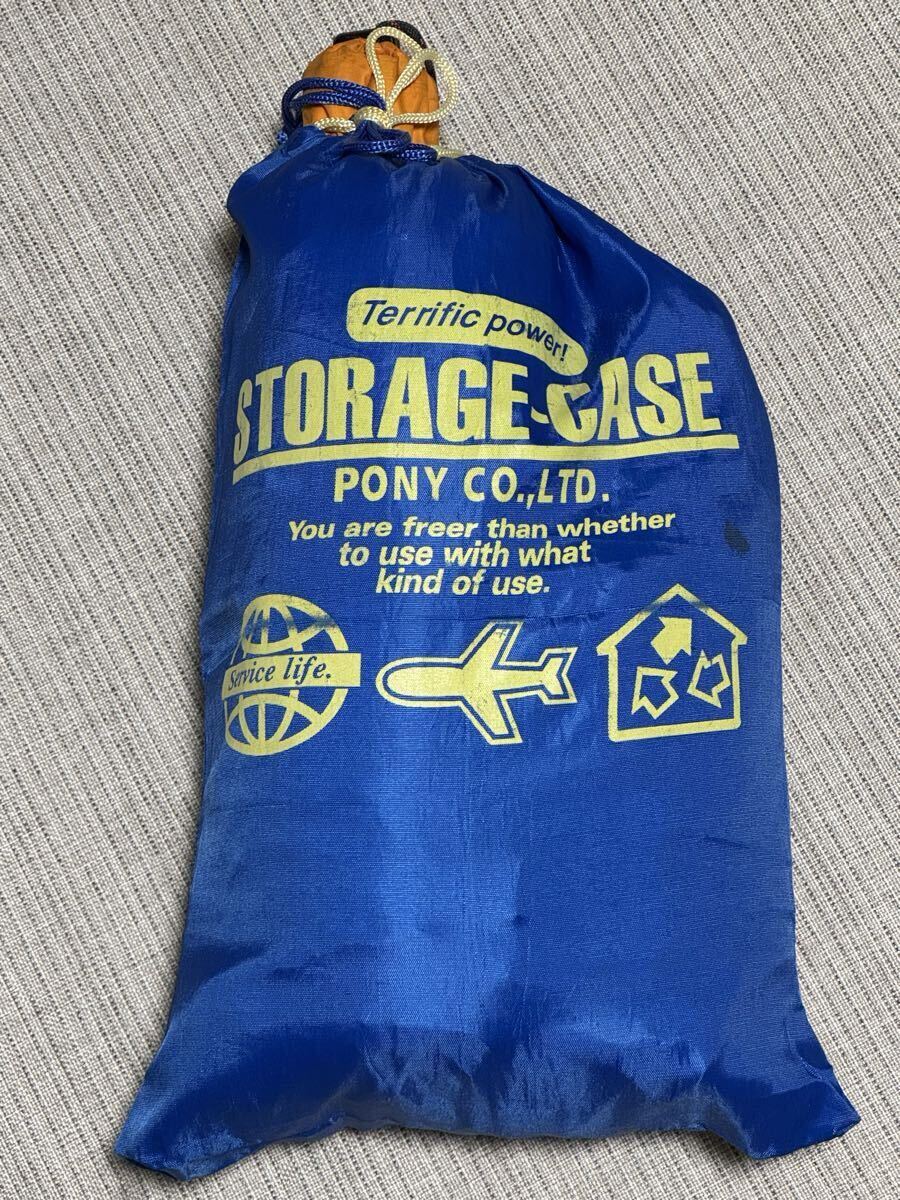 Terrific power!
STORAGE-CASE
PONY CO.,LTD.
You are freer than whether
to use with what
kind of use.
Service life.